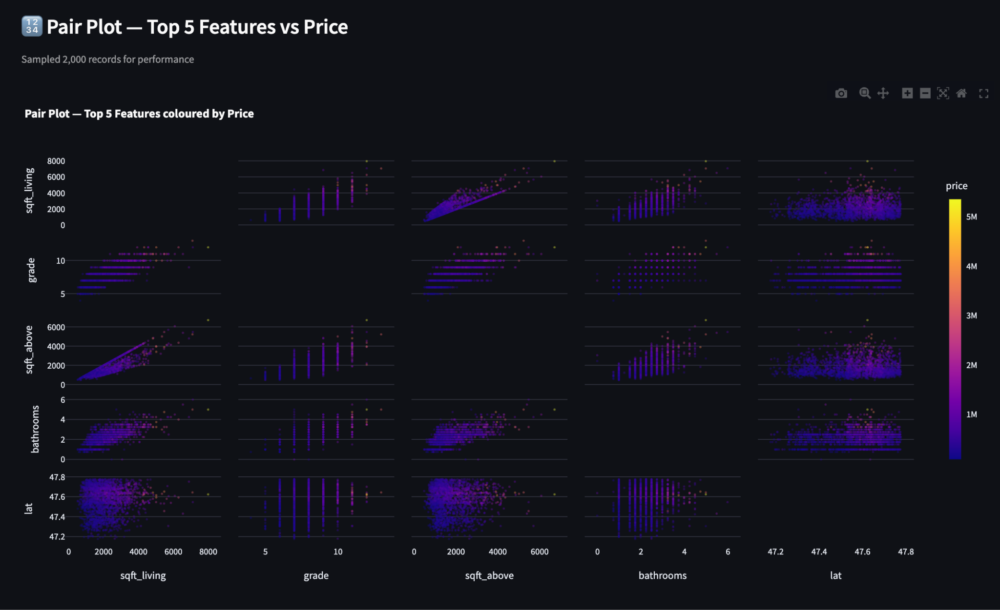 12
34
Pair Plot — Top 5 Features vs Price
Sampled 2,000 records for performance
Pair Plot — Top 5 Features coloured by Price
sqft_living
8000
6000
4000
2000
0
grade
10
5
sqft_above
6000
4000
2000
0
bathrooms
6
4
2
0
lat
47.8
47.6
47.4
47.2
0 2000 4000 6000 8000
5 10
0 2000 4000 6000
0 2 4 6
47.2 47.4 47.6 47.8
sqft_living grade sqft_above bathrooms lat
price
5M
4M
3M
2M
1M